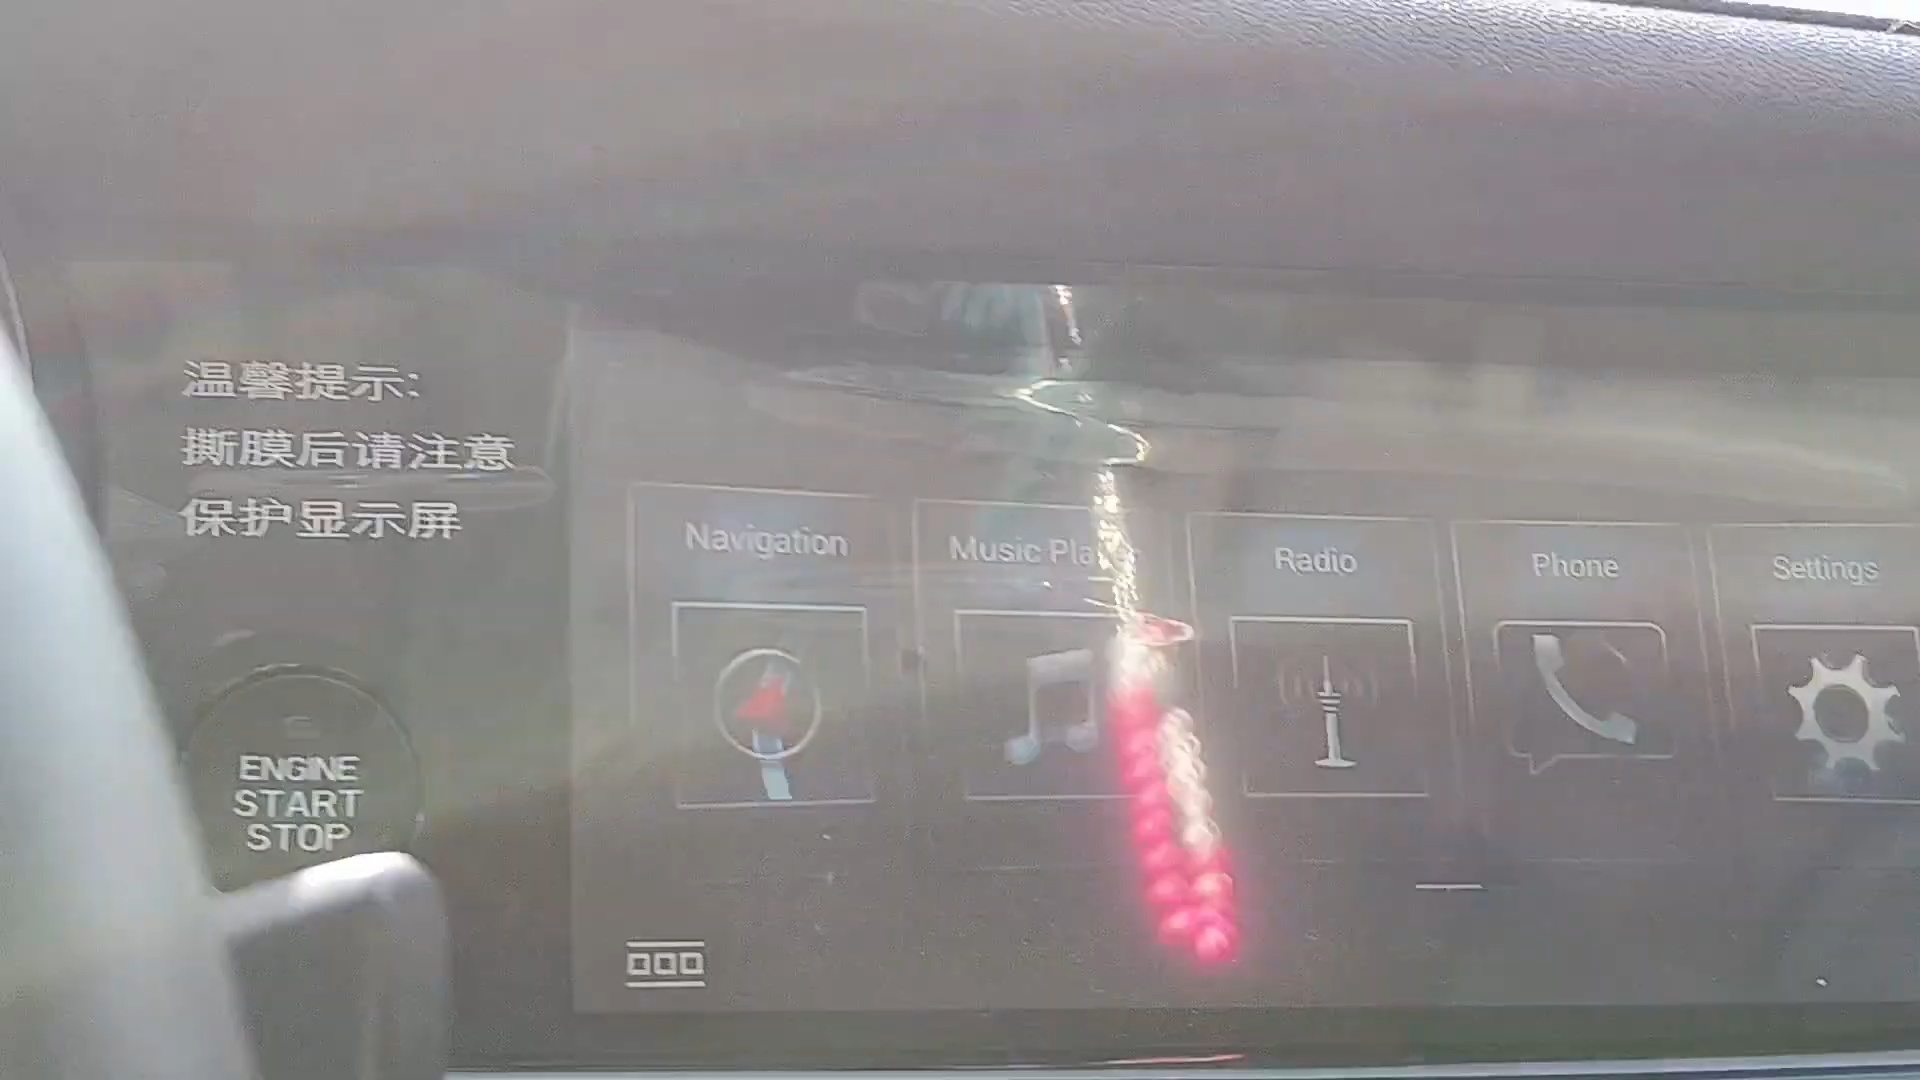 温馨提示:
撕膜后请注意
保护显示屏
ENGINE
START
STOP
Navigation
Music Player
Radio
Phone
Settings